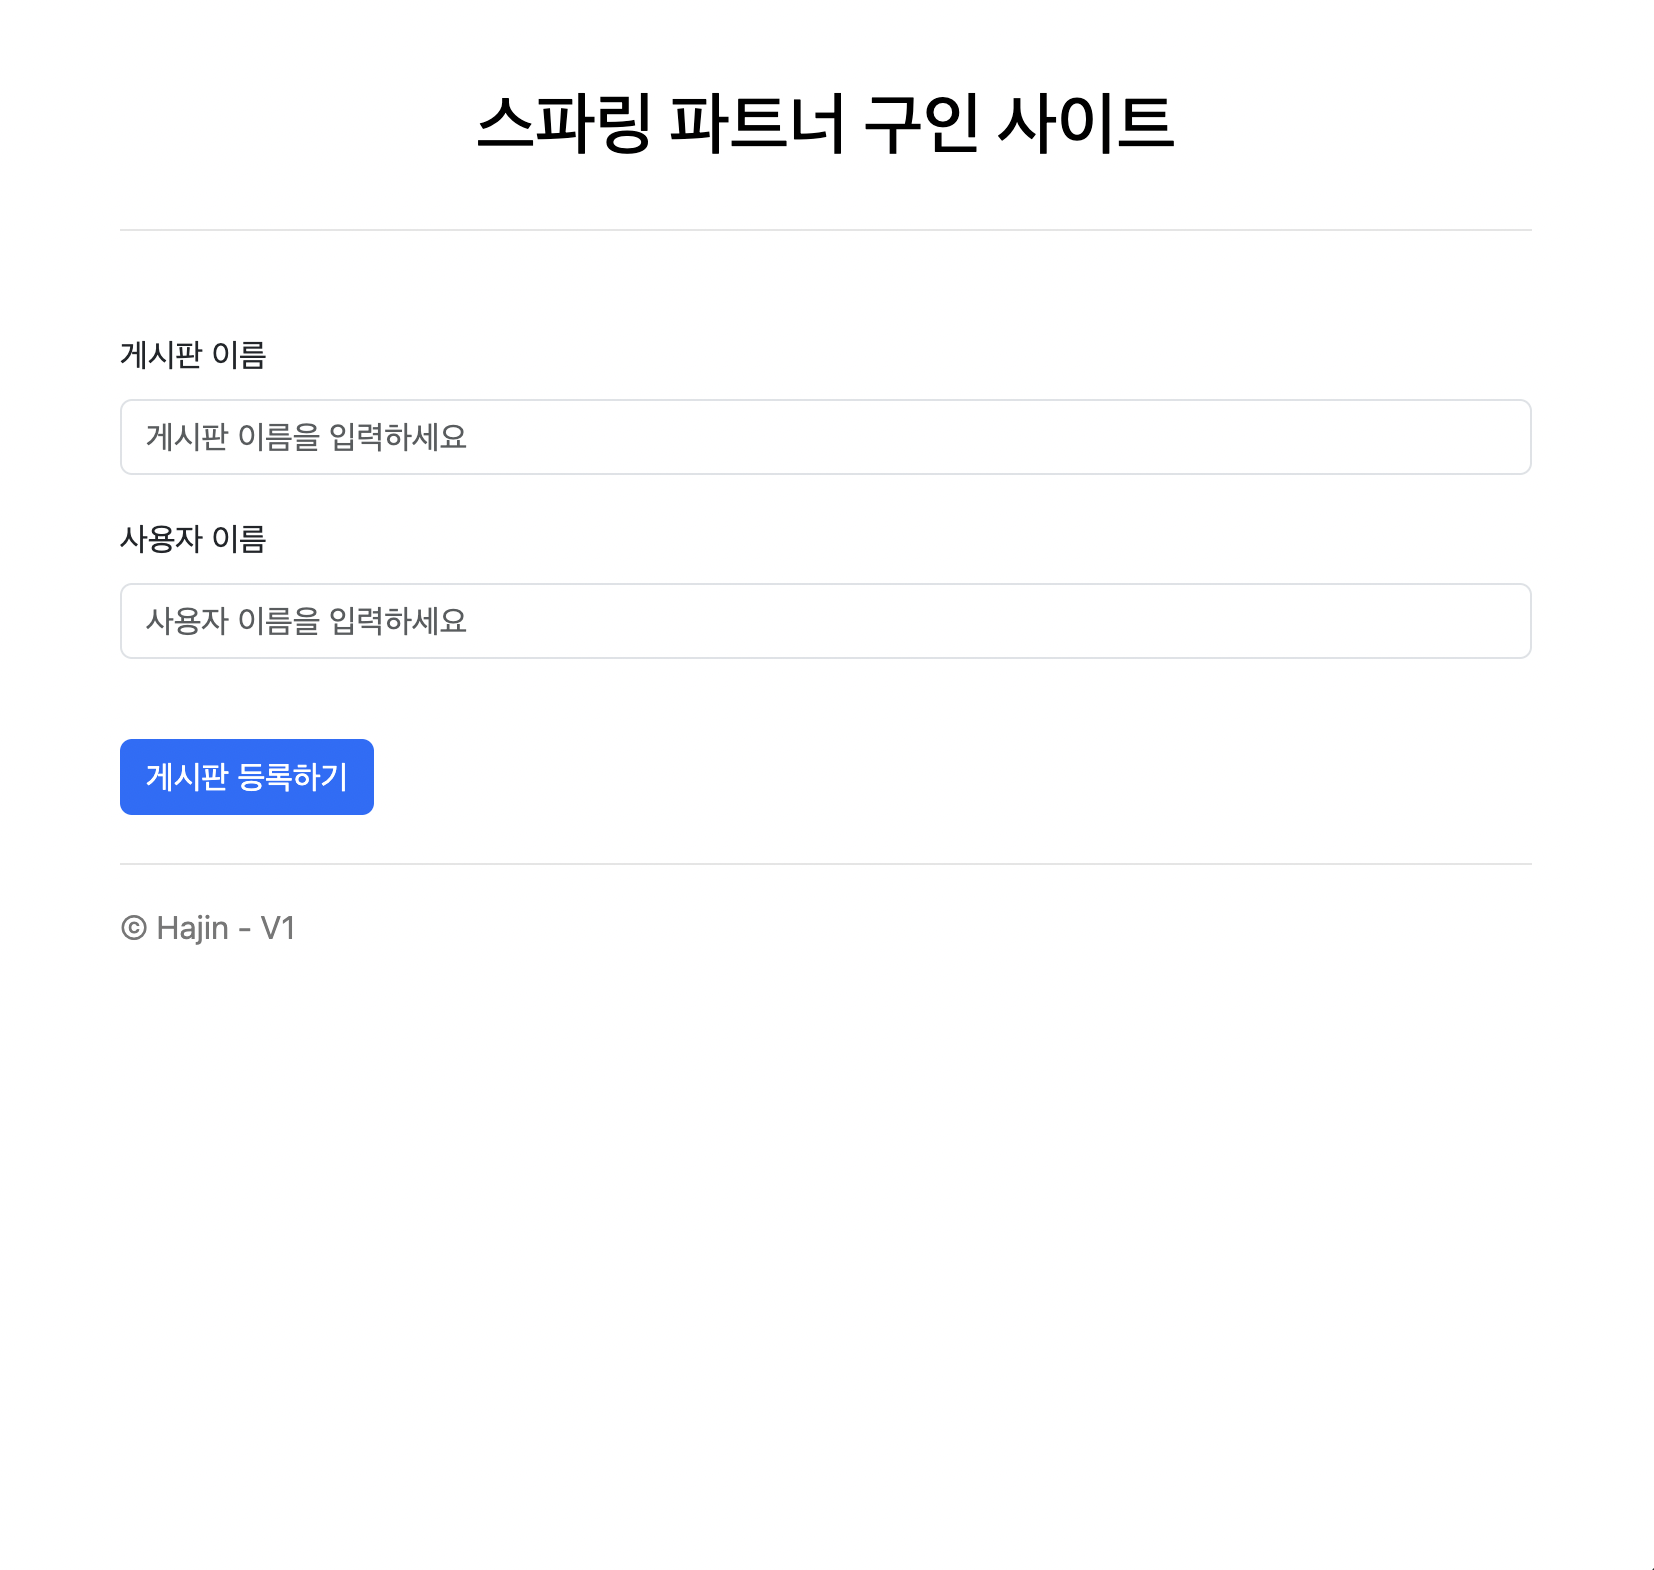 스파링 파트너 구인 사이트
게시판 이름
게시판 이름을 입력하세요
사용자 이름
사용자 이름을 입력하세요
게시판 등록하기
© Hajin - V1